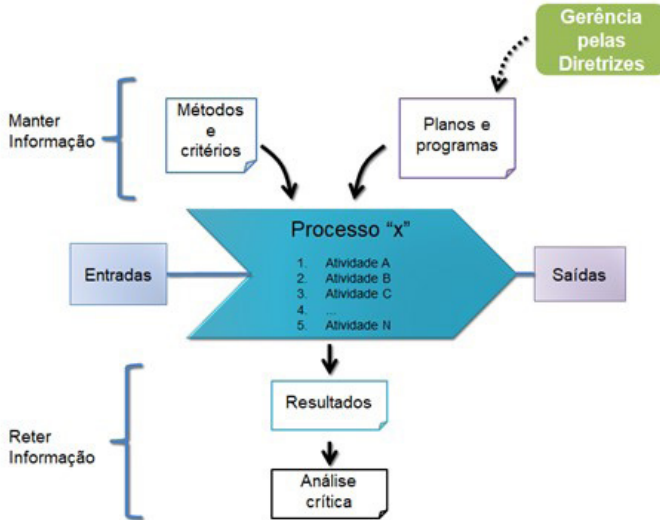 Gerência
pelas
Diretrizes
Manter
Informação
Métodos
e
critérios
Planos e
programas
Processo “x”
1. Atividade A
2. Atividade B
3. Atividade C
4. ...
5. Atividade N
Entradas
Saídas
Resultados
Reter
Informação
Análise
crítica